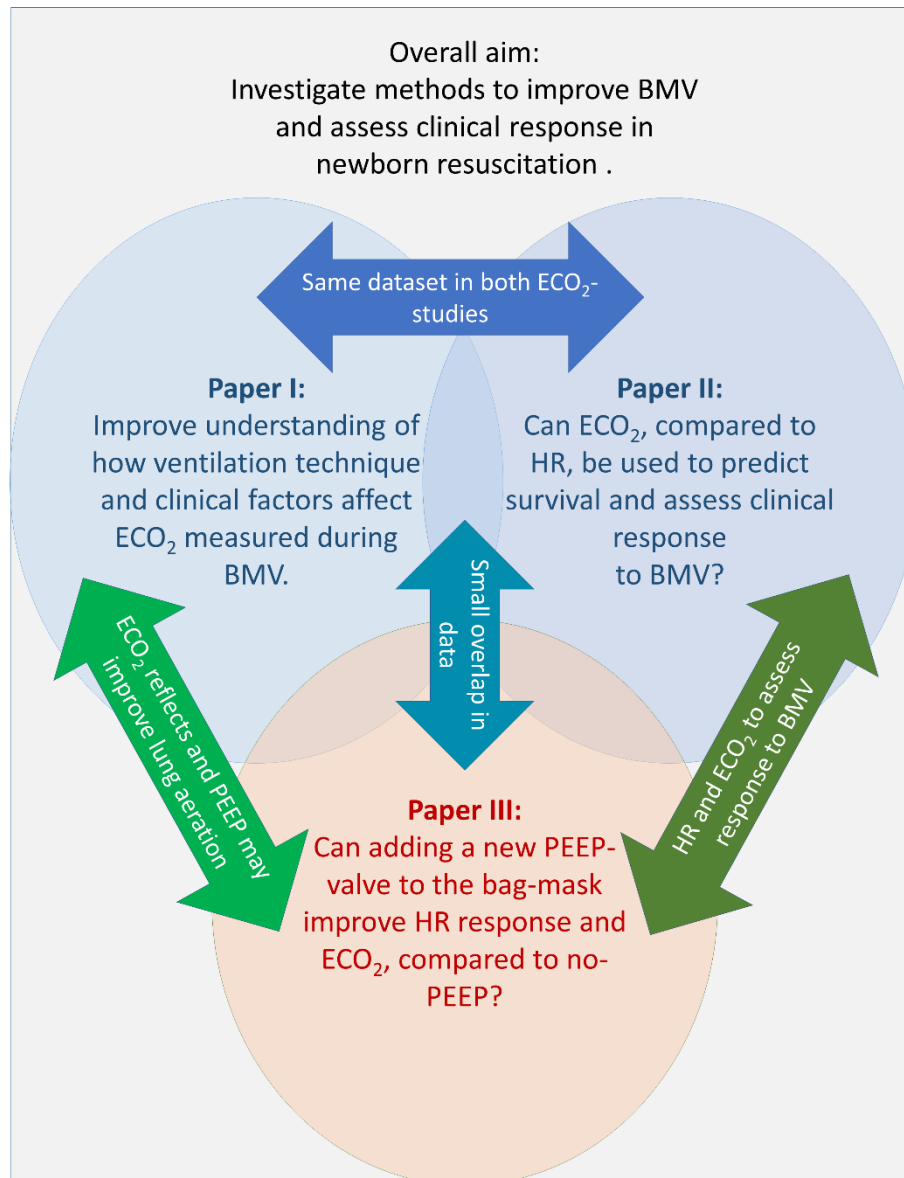 Overall aim:
Investigate methods to improve BMV
and assess clinical response in
newborn resuscitation .
Same dataset in both ECO₂-
studies
Paper I:
Improve understanding of
how ventilation technique
and clinical factors affect
ECO₂ measured during
BMV.
Paper II:
Can ECO₂, compared to
HR, be used to predict
survival and assess clinical
response
to BMV?
Small overlap in
data
ECO₂ reflects and PEEP may
improve lung aeration
HR and ECO₂ to assess
response to BMV
Paper III:
Can adding a new PEEP-
valve to the bag-mask
improve HR response and
ECO₂, compared to no-
PEEP?